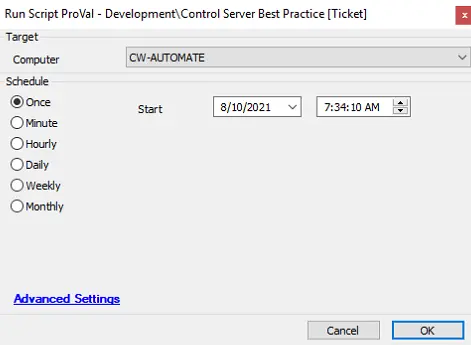 Run Script ProVal - Development\Control Server Best Practice [Ticket]
x
Target
Computer
CW-AUTOMATE
Schedule
Once
Start
8/10/2021
7:34:10 AM
Minute
Hourly
Daily
Weekly
Monthly
Advanced Settings
Cancel
OK